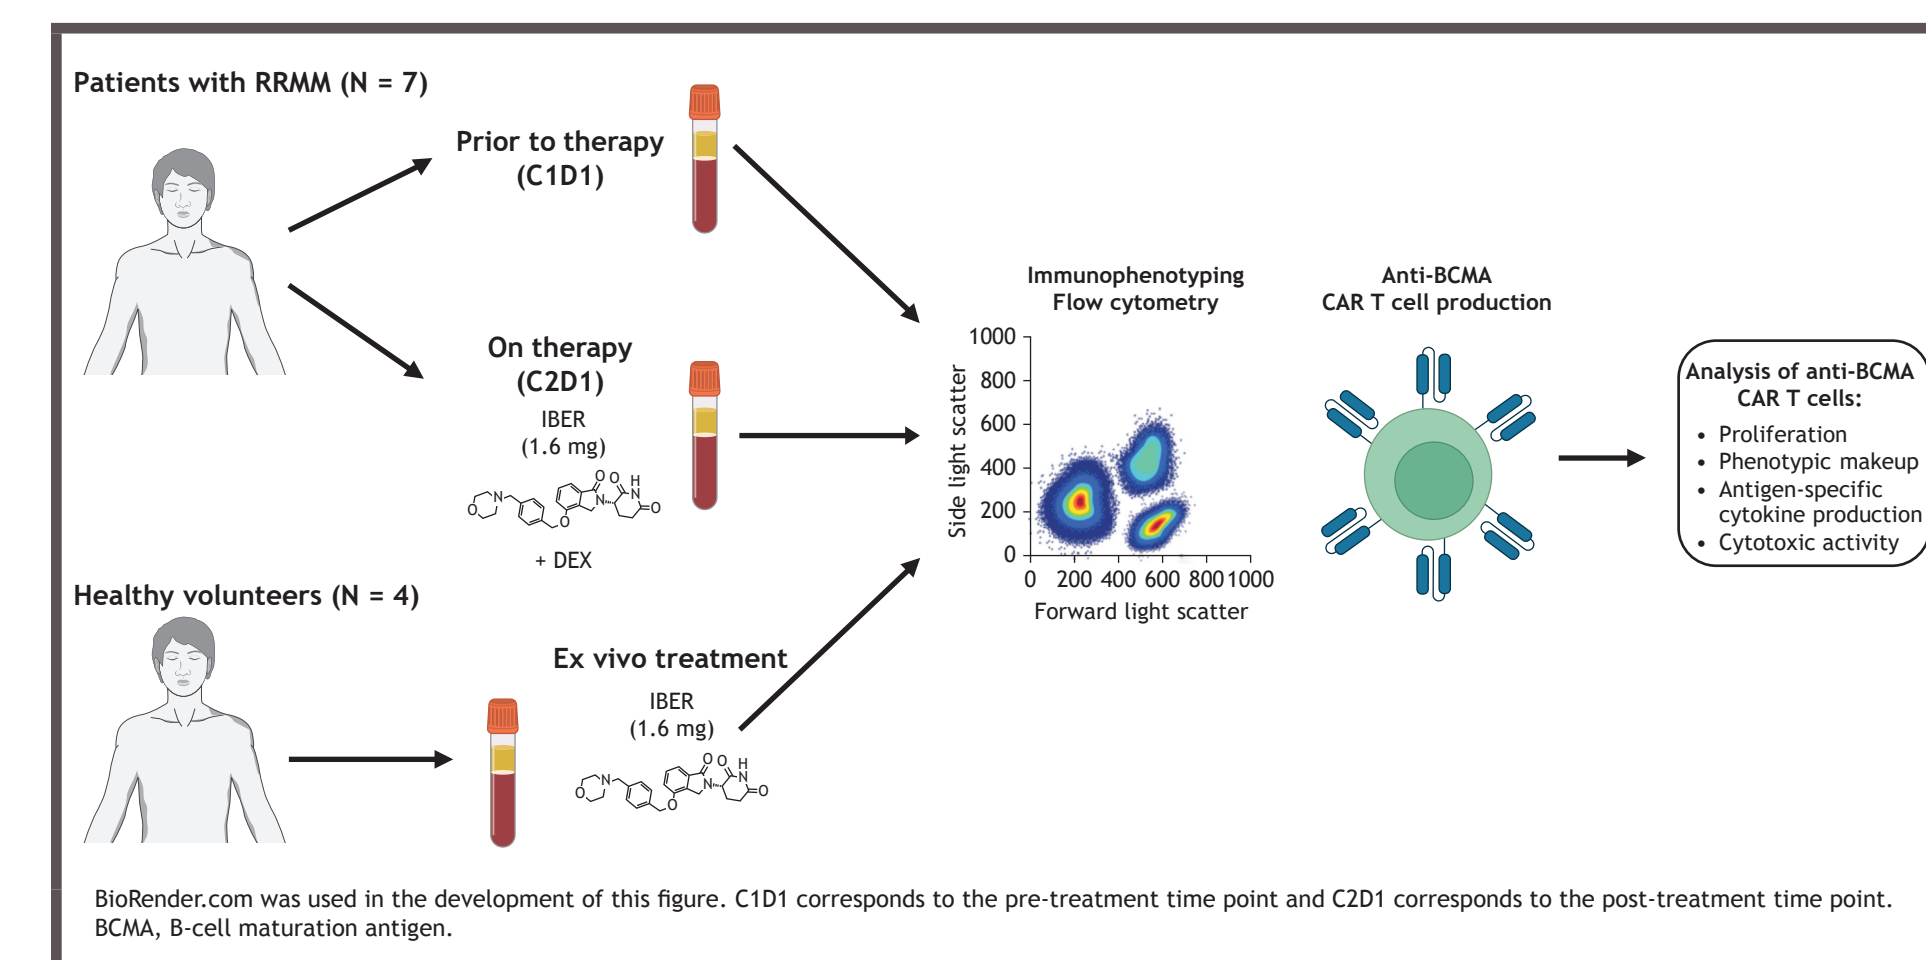 Patients with RRMM (N = 7)
Prior to therapy
(C1D1)
On therapy
(C2D1)
IBER
(1.6 mg)
N
O
O
O
N
O
NH
O
+ DEX
Healthy volunteers (N = 4)
Ex vivo treatment
IBER
(1.6 mg)
N
O
O
O
N
O
NH
O
Immunophenotyping
Flow cytometry
Side light scatter
1000
800
600
400
200
0
0 200 400 600 800 1000
Forward light scatter
Anti-BCMA
CAR T cell production
Analysis of anti-BCMA
CAR T cells:
• Proliferation
• Phenotypic makeup
• Antigen-specific
cytokine production
• Cytotoxic activity
BioRender.com was used in the development of this figure. C1D1 corresponds to the pre-treatment time point and C2D1 corresponds to the post-treatment time point.
BCMA, B-cell maturation antigen.